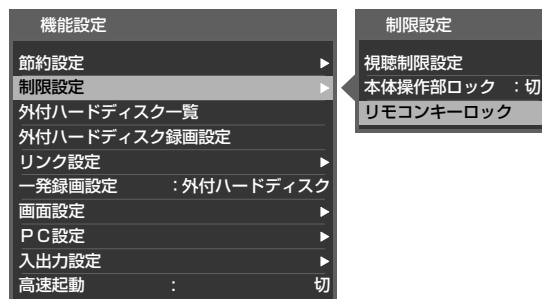 機能設定
節約設定 ▶
制限設定 ▶
外付ハードディスク一覧
外付ハードディスク録画設定
リンク設定 ▶
一発録画設定 ：外付ハードディスク
画面設定 ▶
ＰＣ設定 ▶
入出力設定 ▶
高速起動 ： 切
制限設定
視聴制限設定
本体操作部ロック ：切
リモコンキーロック